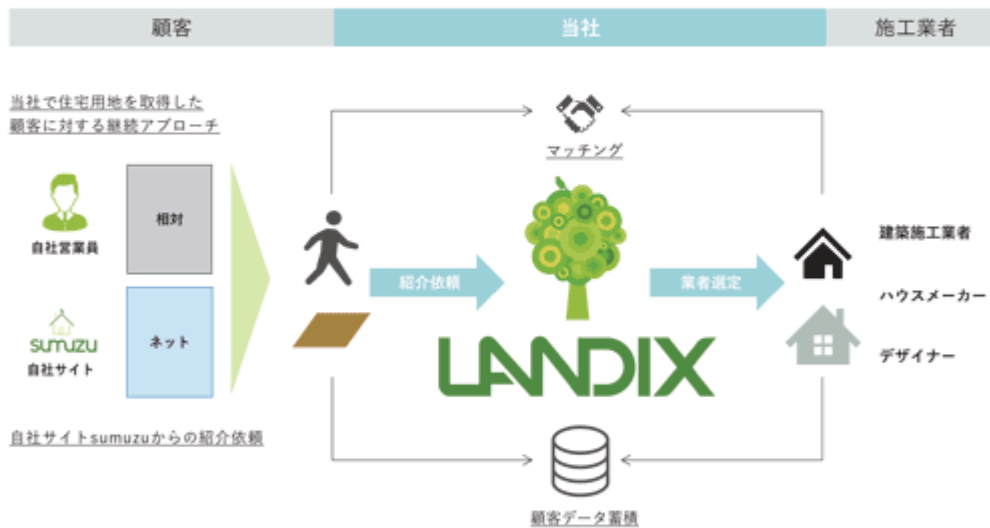 顧客
当社
施工業者
当社で住宅用地を取得した
顧客に対する継続アプローチ
自社営業員
相対
sumuzu
自社サイト
ネット
自社サイトsumuzuからの紹介依頼
マッチング
紹介依頼
LANDIX
業者選定
顧客データ蓄積
建築施工業者
ハウスメーカー
デザイナー